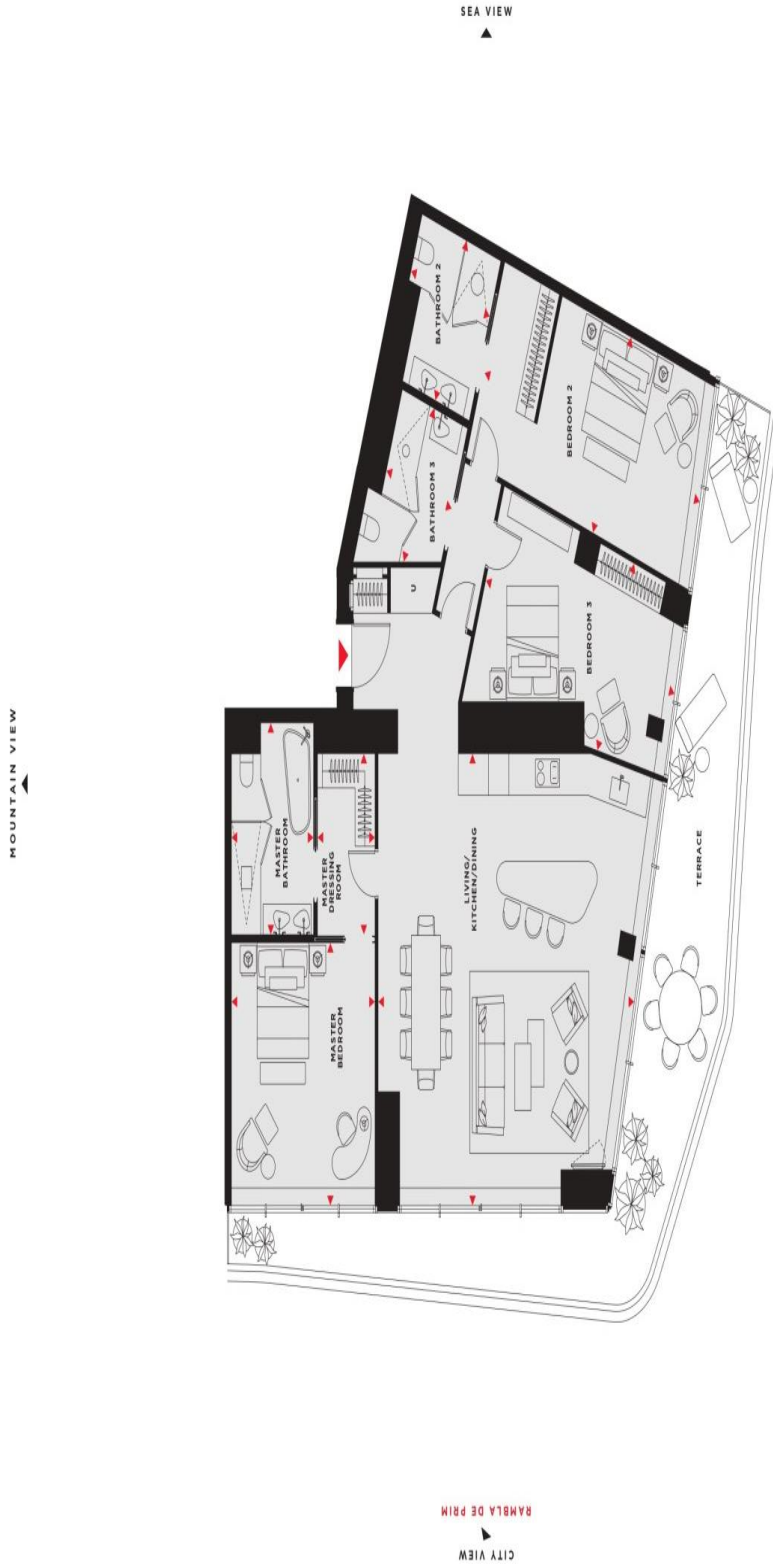 SEA VIEW
MOUNTAIN VIEW
BATHROOM 2
BEDROOM 2
BATHROOM 3
U
BEDROOM 3
MASTER
BATHROOM
MASTER
DRESSING
ROOM
LIVING/
KITCHEN/DINING
TERRACE
MASTER
BEDROOM
RAMBLA DE PRIM
CITY VIEW